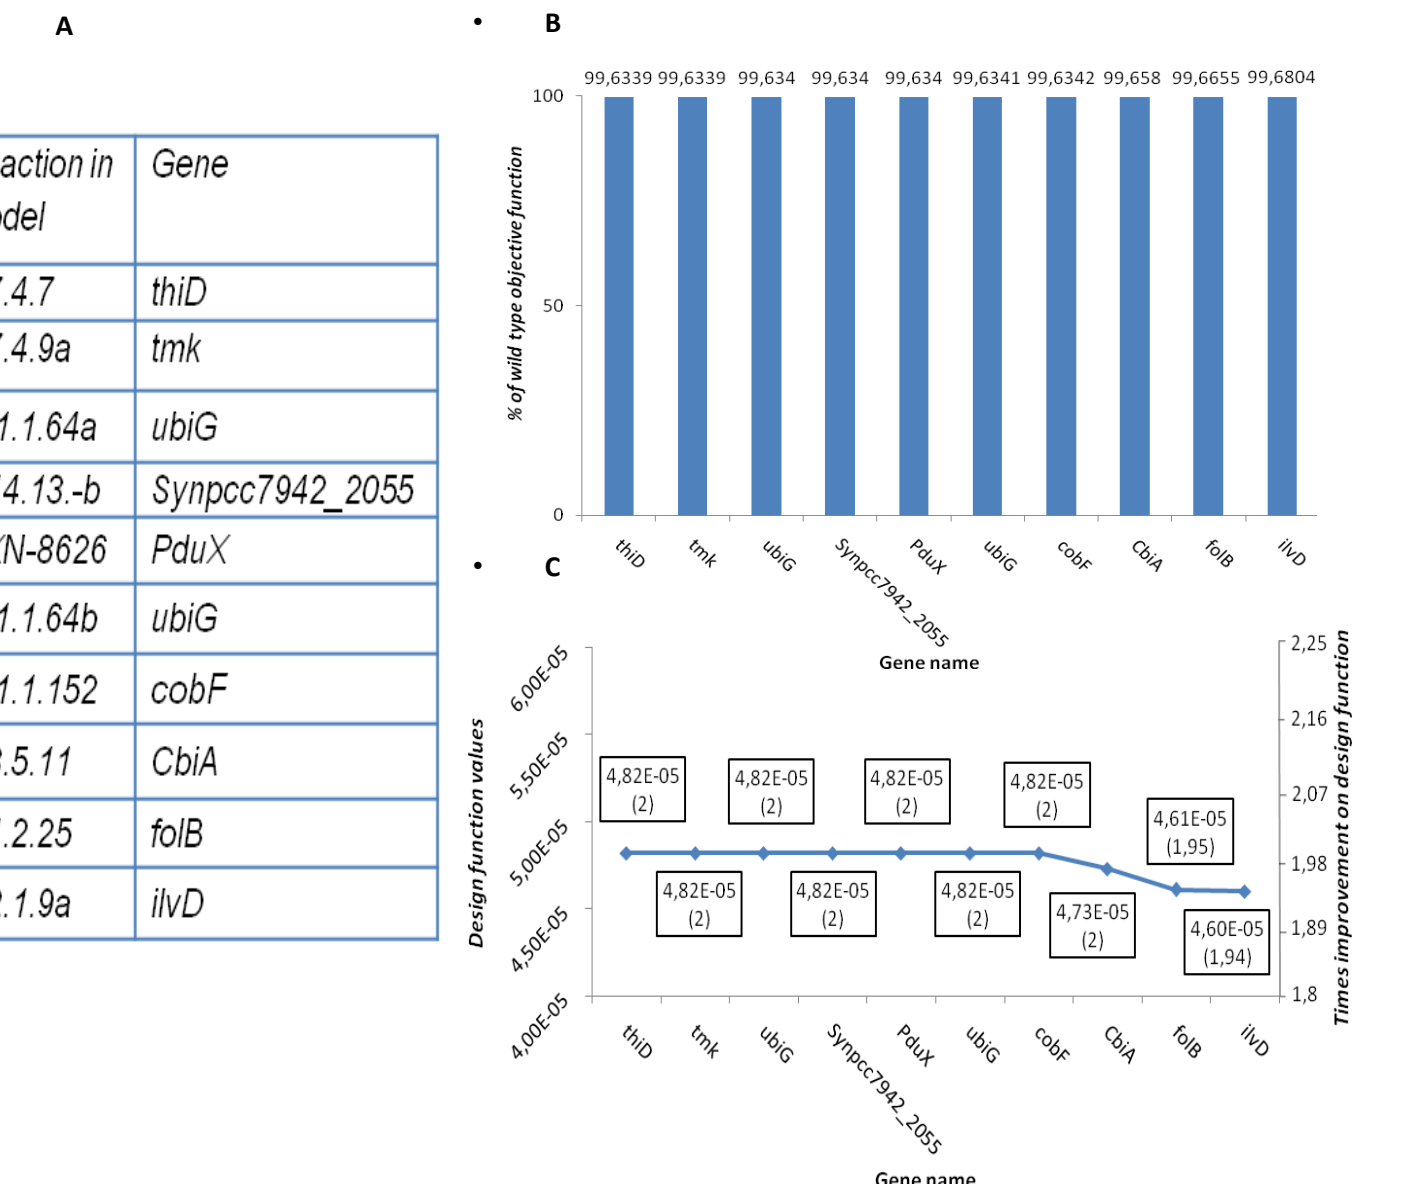 A
action in
odel
Gene
.4.7
thiD
.4.9a
tmk
1.1.64a
ubiG
4.13.-b
Synpcc7942_2055
N-8626
PduX
1.1.64b
ubiG
1.1.152
cobF
.5.11
CbiA
.2.25
folB
.1.9a
ilvD
• B
99,6339 99,6339 99,634 99,634 99,634 99,6341 99,6342 99,658 99,6655 99,6804
% of wild type objective function
100
50
0
thiD tmk ubiG Synpcc7942_2055 PduX ubiG cobF CbiA folB ilvD
Gene name
• C
Design function values
6,00E-05
5,50E-05
5,00E-05
4,50E-05
4,00E-05
4,82E-05
(2)
4,82E-05
(2)
4,82E-05
(2)
4,82E-05
(2)
4,82E-05
(2)
4,82E-05
(2)
4,82E-05
(2)
4,73E-05
(2)
4,61E-05
(1,95)
4,60E-05
(1,94)
2,25
2,16
2,07
1,98
1,89
1,8
Times improvement on design function
thiD tmk ubiG Synpcc7942_2055 PduX ubiG cobF CbiA folB ilvD
Gene name